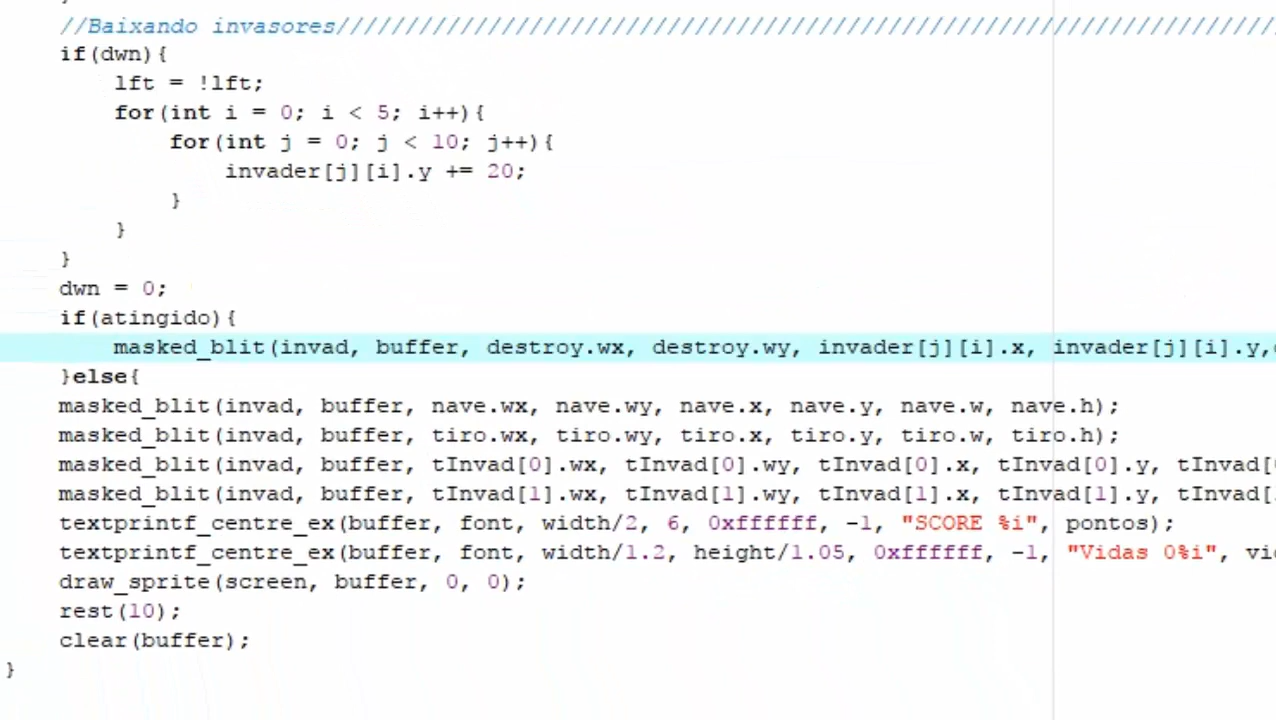 }
//Baixando invasores////////////////////////////////////////////////////////////////////
if(dwn){
lft = !lft;
for(int i = 0; i < 5; i++){
for(int j = 0; j < 10; j++){
invader[j][i].y += 20;
}
}
}
dwn = 0;
if(atingido){
masked_blit(invad, buffer, destroy.wx, destroy.wy, invader[j][i].x, invader[j][i].y,
}else{
masked_blit(invad, buffer, nave.wx, nave.wy, nave.x, nave.y, nave.w, nave.h);
masked_blit(invad, buffer, tiro.wx, tiro.wy, tiro.x, tiro.y, tiro.w, tiro.h);
masked_blit(invad, buffer, tInvad[0].wx, tInvad[0].wy, tInvad[0].x, tInvad[0].y, tInvad[
masked_blit(invad, buffer, tInvad[1].wx, tInvad[1].wy, tInvad[1].x, tInvad[1].y, tInvad[
textprintf_centre_ex(buffer, font, width/2, 6, 0xffffff, -1, "SCORE %i", pontos);
textprintf_centre_ex(buffer, font, width/1.2, height/1.05, 0xffffff, -1, "Vidas 0%i", vi
draw_sprite(screen, buffer, 0, 0);
rest(10);
clear(buffer);
}